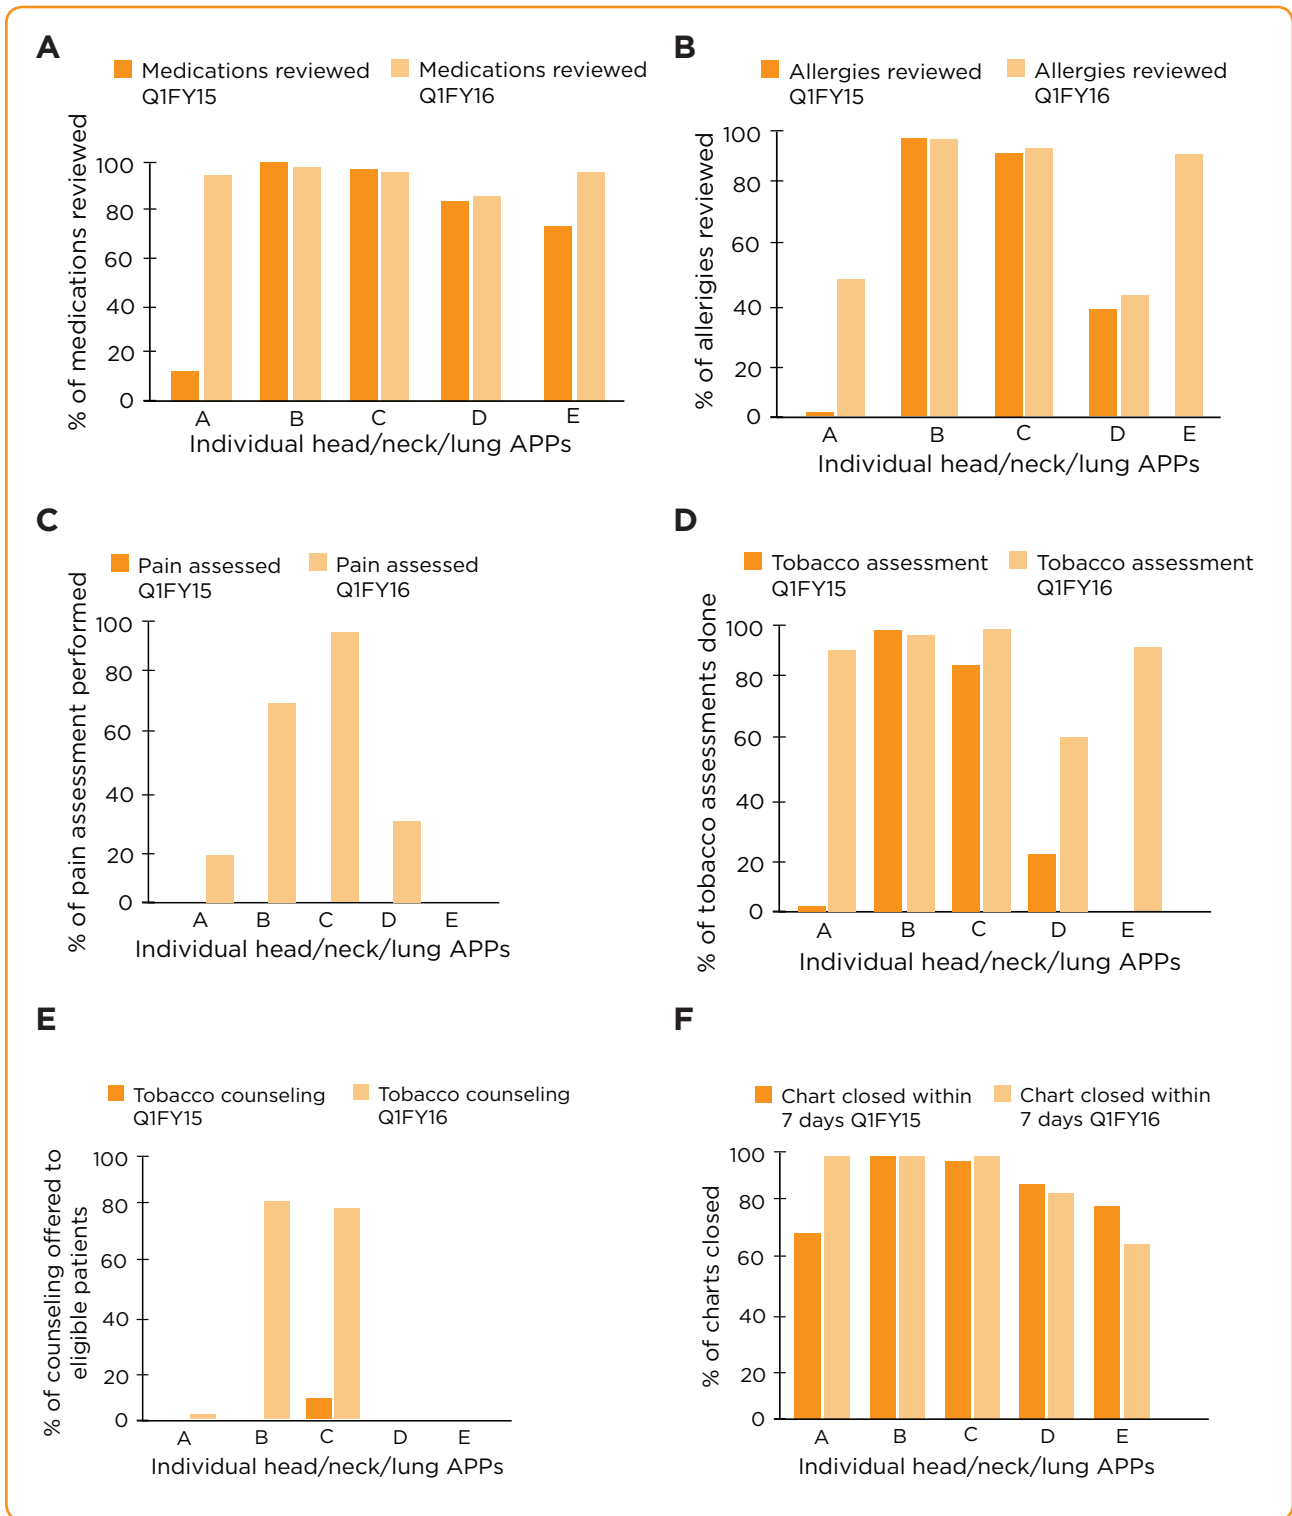 A
Medications reviewed
Q1FY15
Medications reviewed
Q1FY16
% of medications reviewed
100
80
60
40
20
0
A B C D E
Individual head/neck/lung APPs
B
Allergies reviewed
Q1FY15
Allergies reviewed
Q1FY16
% of allerigies reviewed
100
80
60
40
20
0
A B C D E
Individual head/neck/lung APPs
C
Pain assessed
Q1FY15
Pain assessed
Q1FY16
% of pain assessment performed
100
80
60
40
20
0
A B C D E
Individual head/neck/lung APPs
D
Tobacco assessment
Q1FY15
Tobacco assessment
Q1FY16
% of tobacco assessments done
100
80
60
40
20
0
A B C D E
Individual head/neck/lung APPs
E
Tobacco counseling
Q1FY15
Tobacco counseling
Q1FY16
% of counseling offered to
eligible patients
100
80
60
40
20
0
A B C D E
Individual head/neck/lung APPs
F
Chart closed within
7 days Q1FY15
Chart closed within
7 days Q1FY16
% of charts closed
100
80
60
40
20
0
A B C D E
Individual head/neck/lung APPs